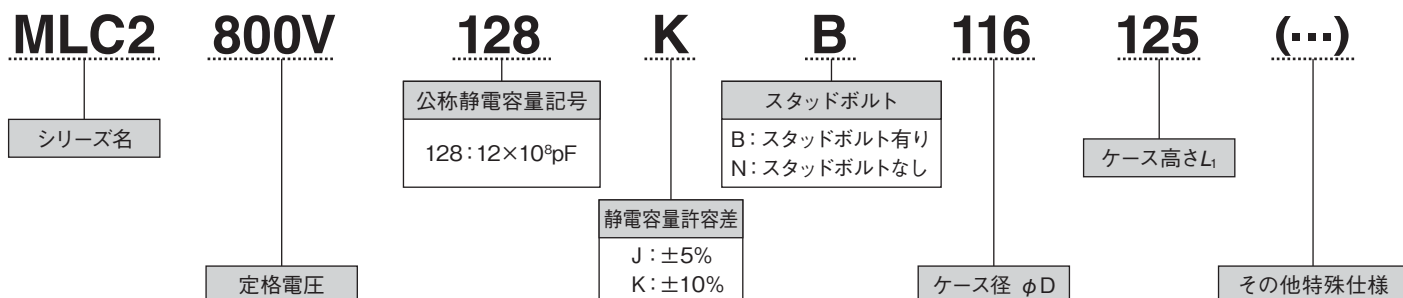 MLC2 800V 128 K B 116 125 (…)
シリーズ名
定格電圧
公称静電容量記号
128：12×10⁸pF
静電容量許容差
J：±5%
K：±10%
スタッドボルト
B：スタッドボルト有り
N：スタッドボルトなし
ケース径 φD
ケース高さL₁
その他特殊仕様